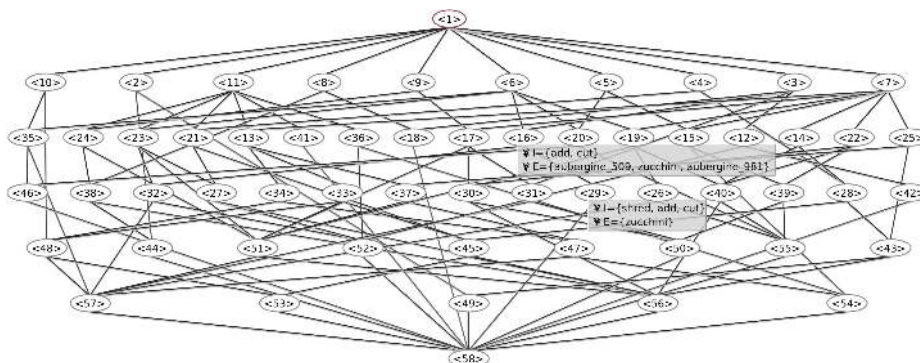 <1>
<10> <2> <11> <8> <9> <6> <5> <4> <3> <7>
<35> <24> <23> <21> <13> <41> <36> <18> <17> <16> <20> <19> <15> <12> <14> <22> <25>
I={add, cut}
E={aubergine_509, zucchini, aubergine_981}
<46> <38> <32> <27> <34> <33> <37> <30> <31> <29> <26> <40> <39> <28> <42>
I={shred, add, cut}
E={zucchini}
<48> <44> <51> <52> <45> <47> <50> <55> <43>
<57> <53> <49> <56> <54>
<58>